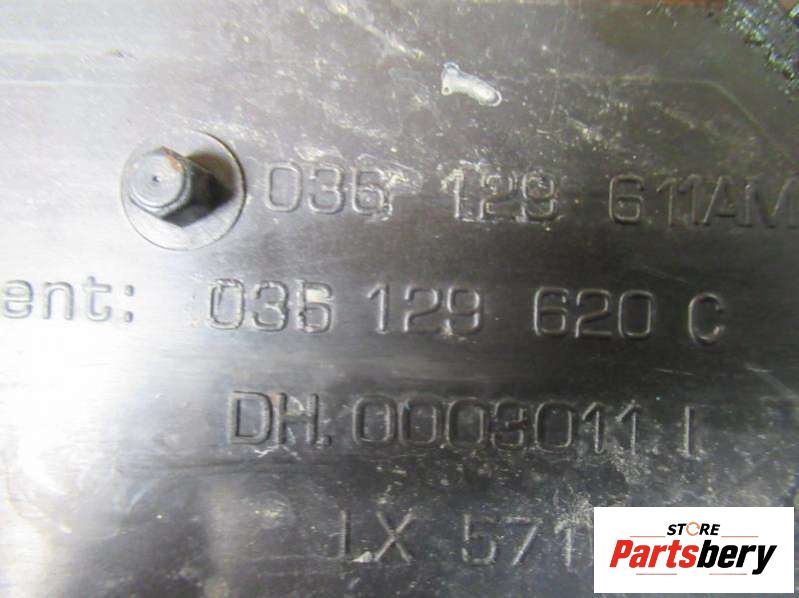 036 129 611AM
ent: 036 129 620 C
DH.0003011 I
LX 571
STORE
Partsbery